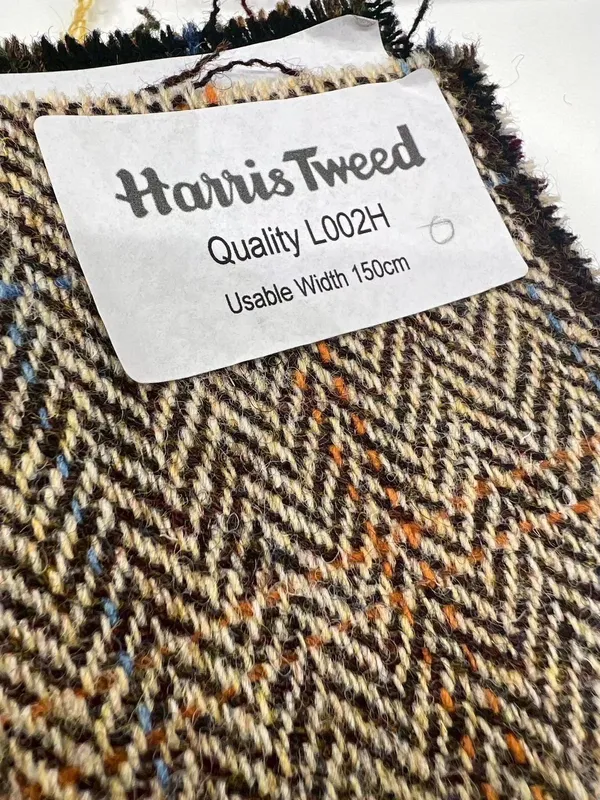 Harris Tweed
Quality L002H
Usable Width 150cm